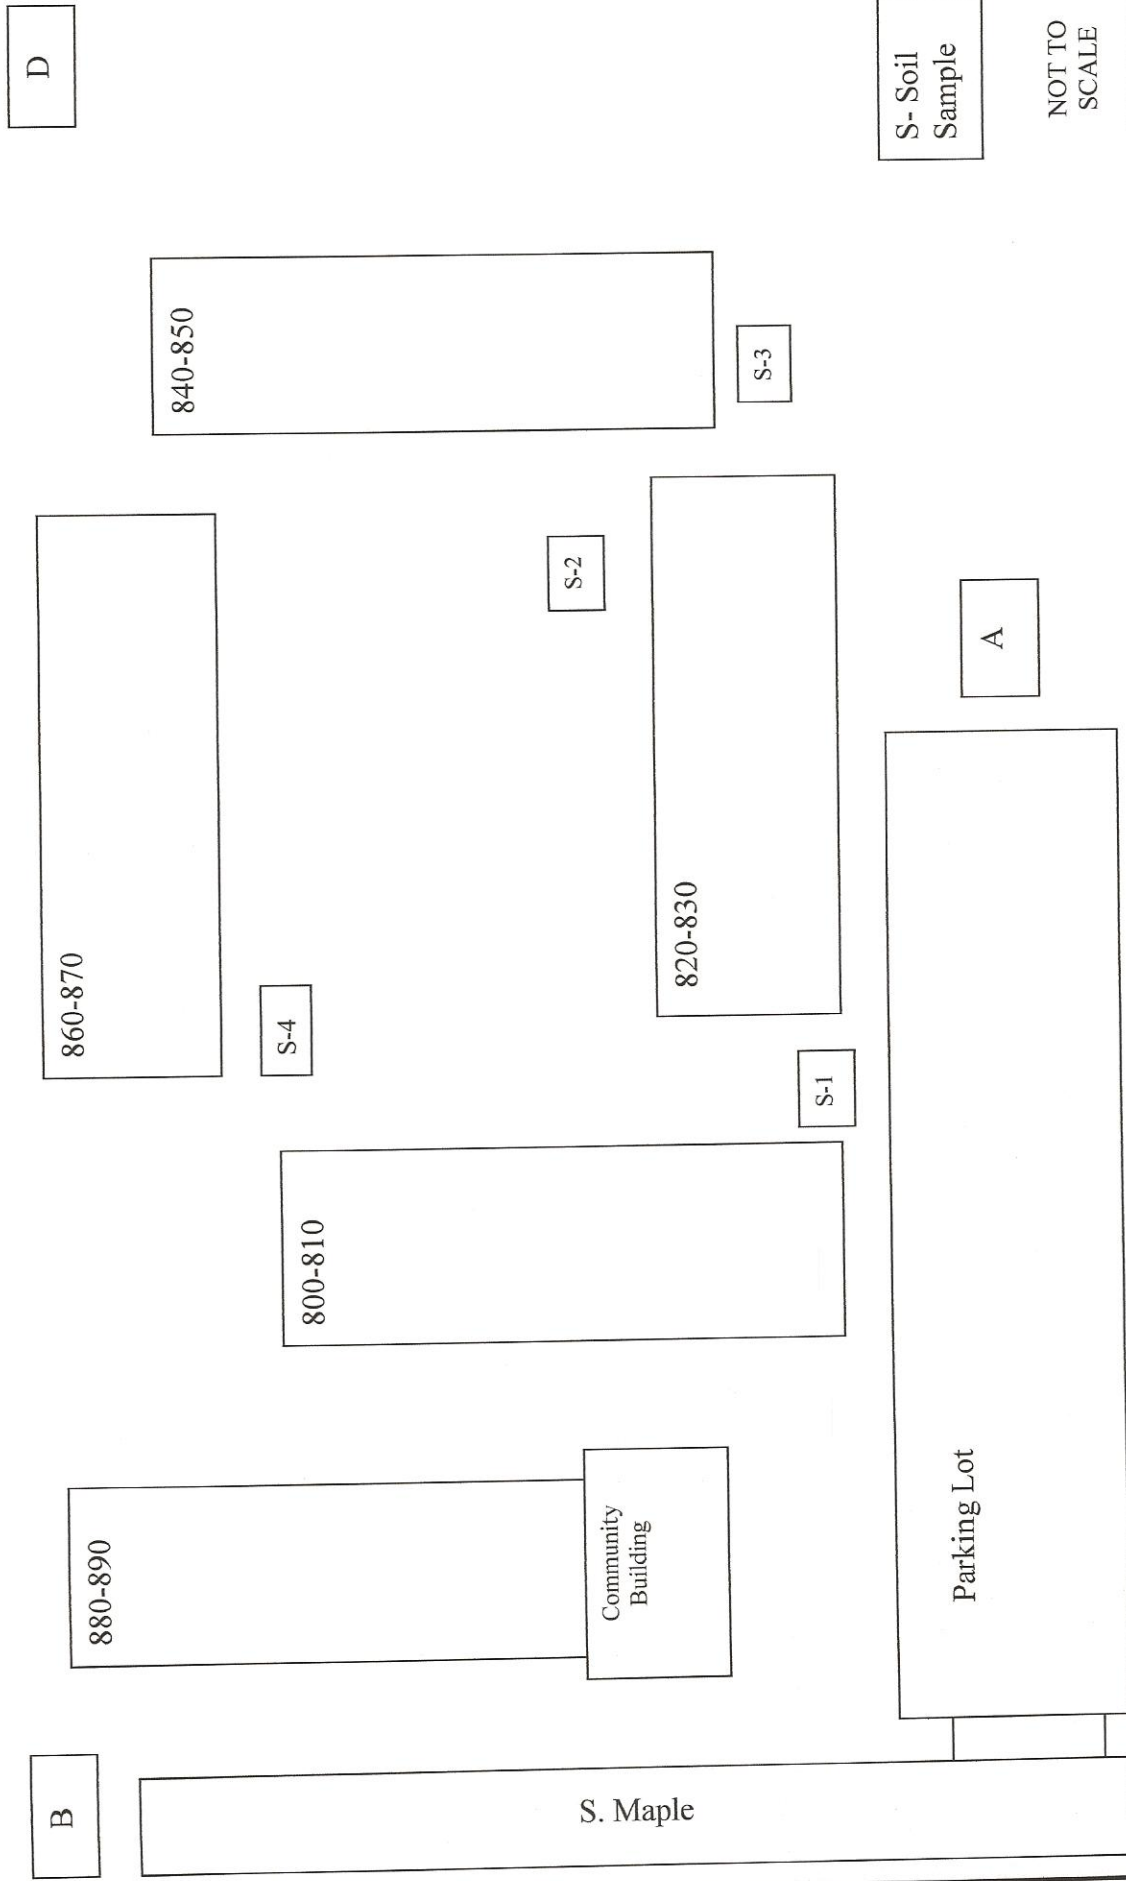 B
D
860-870
880-890
840-850
S-4
800-810
S-2
Community
Building
820-830
S-3
S-1
S- Soil
Sample
A
Parking Lot
NOT TO
SCALE
S. Maple